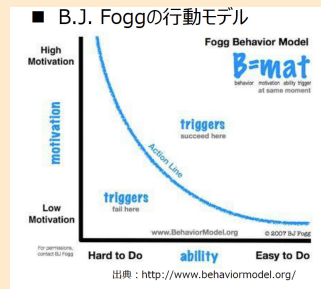 ■ B.J. Foggの行動モデル
High
Motivation
Fogg Behavior Model
B=mat
behavior motivation ability trigger
at same moment
motivation
triggers
succeed here
Action Line
triggers
fail here
Low
Motivation
www.BehaviorModel.org
© 2007 BJ Fogg
For permissions,
contact BJ Fogg
Hard to Do
ability
Easy to Do
出典：http://www.behaviormodel.org/